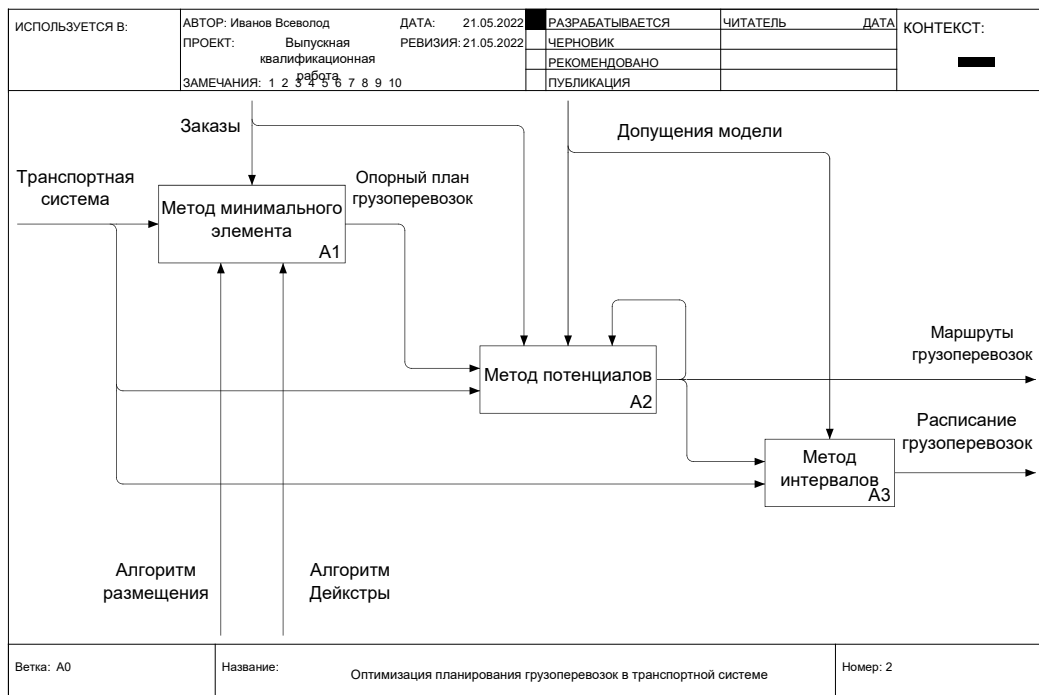 ИСПОЛЬЗУЕТСЯ В:
АВТОР: Иванов Всеволод
ДАТА: 21.05.2022
ПРОЕКТ: Выпускная
квалификационная
работа
РЕВИЗИЯ: 21.05.2022
ЗАМЕЧАНИЯ: 1 2 3 4 5 6 7 8 9 10
РАЗРАБАТЫВАЕТСЯ
ЧЕРНОВИК
РЕКОМЕНДОВАНО
ПУБЛИКАЦИЯ
ЧИТАТЕЛЬ ДАТА
КОНТЕКСТ:
Заказы
Допущения модели
Транспортная
система
Метод минимального
элемента
A1
Опорный план
грузоперевозок
Метод потенциалов
A2
Маршруты
грузоперевозок
Расписание
грузоперевозок
Метод
интервалов
A3
Алгоритм
размещения
Алгоритм
Дейкстры
Ветка: A0
Название:
Оптимизация планирования грузоперевозок в транспортной системе
Номер: 2